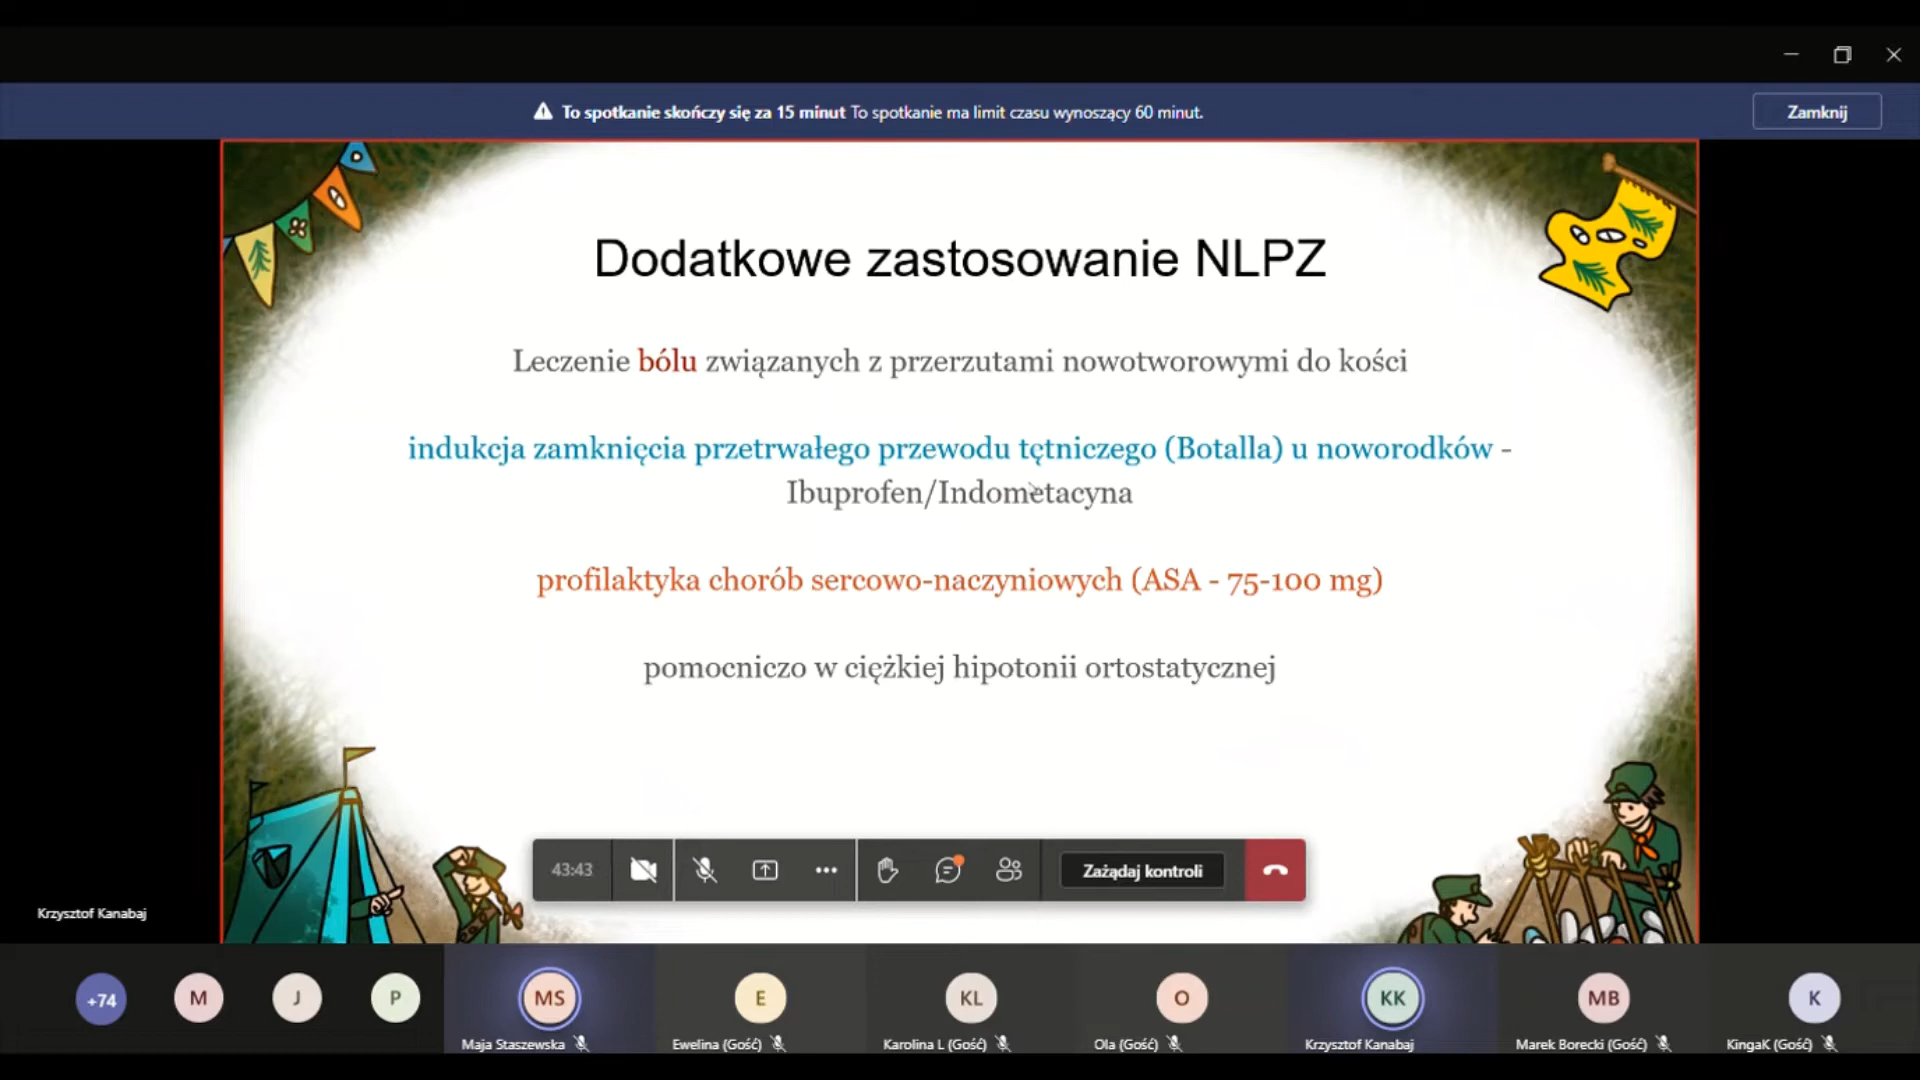 To spotkanie skończy się za 15 minut To spotkanie ma limit czasu wynoszący 60 minut.
Zamknij
Dodatkowe zastosowanie NLPZ
Leczenie bólu związanych z przerzutami nowotworowymi do kości
indukcja zamknięcia przetrwałego przewodu tętniczego (Botalla) u noworodków -
Ibuprofen/Indometacyna
profilaktyka chorób sercowo-naczyniowych (ASA - 75-100 mg)
pomocniczo w ciężkiej hipotonii ortostatycznej
43:43
Zażądaj kontroli
Krzysztof Kanabaj
+74
M
J
P
MS
E
KL
O
KK
MB
K
Maja Staszewska
Ewelina (Gość)
Karolina L (Gość)
Ola (Gość)
Krzysztof Kanabaj
Marek Borecki (Gość)
KingaK (Gość)